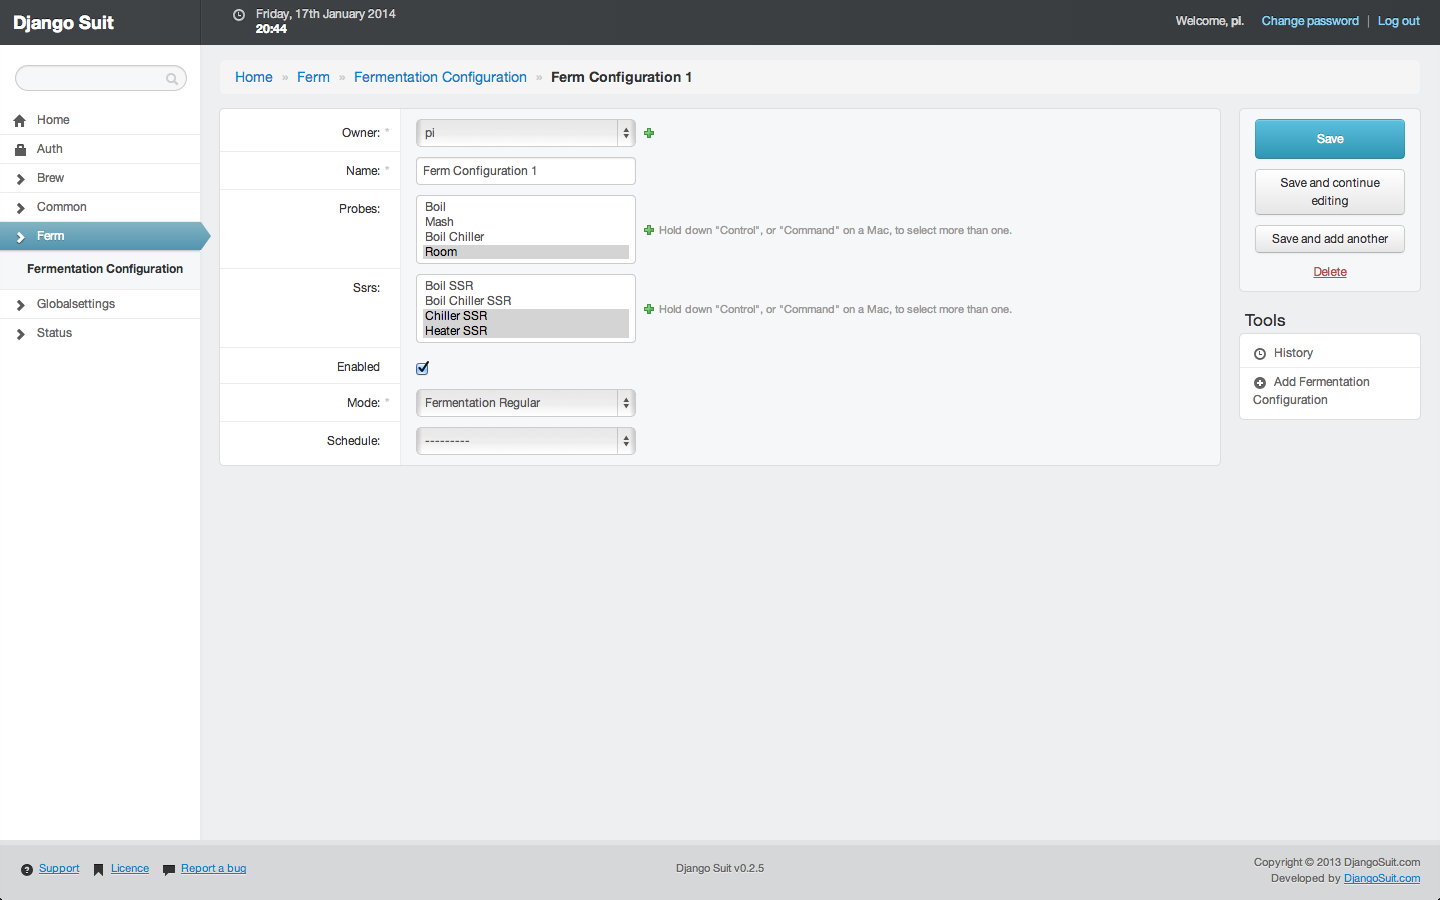 Django Suit
Friday, 17th January 2014
20:44
Welcome, pi. Change password | Log out
Home
Auth
Brew
Common
Ferm
Fermentation Configuration
Globalsettings
Status
Home » Ferm » Fermentation Configuration » Ferm Configuration 1
Owner: *
pi
Name: *
Ferm Configuration 1
Probes:
Boil
Mash
Boil Chiller
Room
Hold down "Control", or "Command" on a Mac, to select more than one.
Ssrs:
Boil SSR
Boil Chiller SSR
Chiller SSR
Heater SSR
Hold down "Control", or "Command" on a Mac, to select more than one.
Enabled
Mode: *
Fermentation Regular
Schedule:
---------
Save
Save and continue
editing
Save and add another
Delete
Tools
History
Add Fermentation
Configuration
Support
Licence
Report a bug
Django Suit v0.2.5
Copyright © 2013 DjangoSuit.com
Developed by DjangoSuit.com